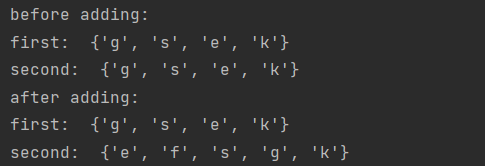 before adding:
first:  {'g', 's', 'e', 'k'}
second:  {'g', 's', 'e', 'k'}
after adding:
first:  {'g', 's', 'e', 'k'}
second:  {'e', 'f', 's', 'g', 'k'}